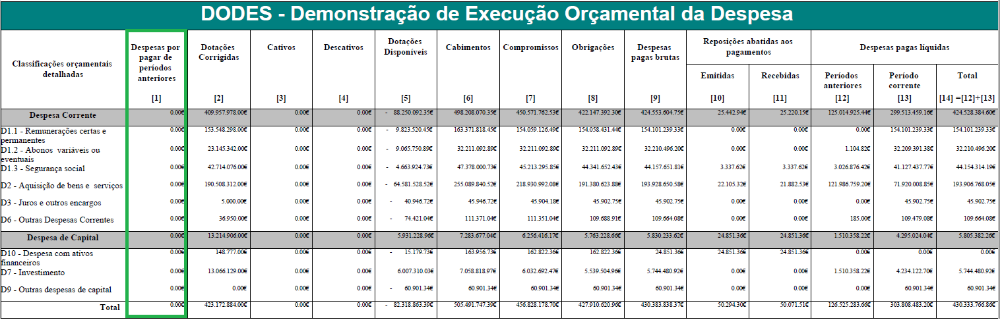 DODES - Demonstração de Execução Orçamental da Despesa
Classificações orçamentais detalhadas
Despesas por pagar de períodos anteriores [1]
Dotações Corrigidas [2]
Cativos [3]
Descativos [4]
Dotações Disponíveis [5]
Cabimentos [6]
Compromissos [7]
Obrigações [8]
Despesas pagas brutas [9]
Reposições abatidas aos pagamentos
Emitidas [10]
Recebidas [11]
Despesas pagas líquidas
Períodos anteriores [12]
Período corrente [13]
Total [14] =[12]+[13]
Despesa Corrente 0.00€ 409.957.978.00€ 0.00€ 0.00€ - 88.250.092.35€ 498.208.070.35€ 450.571.762.53€ 422.147.392.30€ 424.553.604.75€ 25.442.94€ 25.220.15€ 125.014.925.44€ 299.513.459.16€ 424.528.384.60€
D1.1 - Remunerações certas e permanentes 0.00€ 153.548.298.00€ 0.00€ 0.00€ - 9.823.520.45€ 163.371.818.45€ 154.059.126.49€ 154.058.431.44€ 154.101.239.33€ 0.00€ 0.00€ 0.00€ 154.101.239.33€ 154.101.239.33€
D1.2 - Abonos variáveis ou eventuais 0.00€ 23.145.342.00€ 0.00€ 0.00€ - 9.065.750.89€ 32.211.092.89€ 32.211.092.89€ 32.211.092.89€ 32.210.496.20€ 0.00€ 0.00€ 1.104.82€ 32.209.391.38€ 32.210.496.20€
D1.3 - Segurança social 0.00€ 42.714.076.00€ 0.00€ 0.00€ - 4.663.924.73€ 47.378.000.73€ 45.213.295.85€ 44.341.652.43€ 44.157.651.81€ 3.337.62€ 3.337.62€ 3.026.876.42€ 41.127.437.77€ 44.154.314.19€
D2 - Aquisição de bens e serviços 0.00€ 190.508.312.00€ 0.00€ 0.00€ - 64.581.528.52€ 255.089.840.52€ 218.930.992.08€ 191.380.623.88€ 193.928.650.58€ 22.105.32€ 21.882.53€ 121.986.759.20€ 71.920.008.85€ 193.906.768.05€
D3 - Juros e outros encargos 0.00€ 5.000.00€ 0.00€ 0.00€ - 40.946.72€ 45.946.72€ 45.904.18€ 45.902.75€ 45.902.75€ 0.00€ 0.00€ 0.00€ 45.902.75€ 45.902.75€
D6 - Outras Despesas Correntes 0.00€ 36.950.00€ 0.00€ 0.00€ - 74.421.04€ 111.371.04€ 111.351.04€ 109.688.91€ 109.664.08€ 0.00€ 0.00€ 185.00€ 109.479.08€ 109.664.08€
Despesa de Capital 0.00€ 13.214.906.00€ 0.00€ 0.00€ 5.931.228.96€ 7.283.677.04€ 6.256.416.17€ 5.763.228.66€ 5.830.233.62€ 24.851.36€ 24.851.36€ 1.510.358.22€ 4.295.024.04€ 5.805.382.26€
D10 - Despesa com ativos financeiros 0.00€ 148.777.00€ 0.00€ 0.00€ - 15.179.73€ 163.956.73€ 162.822.36€ 162.822.36€ 24.851.36€ 24.851.36€ 24.851.36€ 0.00€ 0.00€ 0.00€
D7 - Investimento 0.00€ 13.066.129.00€ 0.00€ 0.00€ 6.007.310.03€ 7.058.818.97€ 6.032.692.47€ 5.539.504.96€ 5.744.480.92€ 0.00€ 0.00€ 1.510.358.22€ 4.234.122.70€ 5.744.480.92€
D9 - Outras despesas de capital 0.00€ 0.00€ 0.00€ 0.00€ - 60.901.34€ 60.901.34€ 60.901.34€ 60.901.34€ 60.901.34€ 0.00€ 0.00€ 0.00€ 60.901.34€ 60.901.34€
Total 0.00€ 423.172.884.00€ 0.00€ 0.00€ - 82.318.863.39€ 505.491.747.39€ 456.828.178.70€ 427.910.620.96€ 430.383.838.37€ 50.294.30€ 50.071.51€ 126.525.283.66€ 303.808.483.20€ 430.333.766.86€